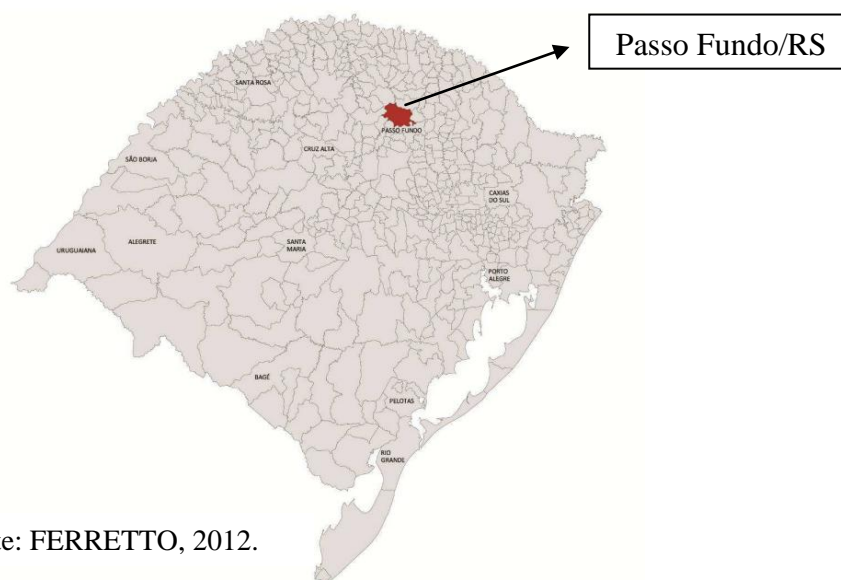 Passo Fundo/RS
SANTA ROSA
PASSO FUNDO
CRUZ ALTA
SÃO BORJA
CAXIAS
DO SUL
ALEGRETE
SANTA
MARIA
URUGUAIANA
PORTO
ALEGRE
BAGÉ
PELOTAS
RIO
GRANDE
te: FERRETTO, 2012.